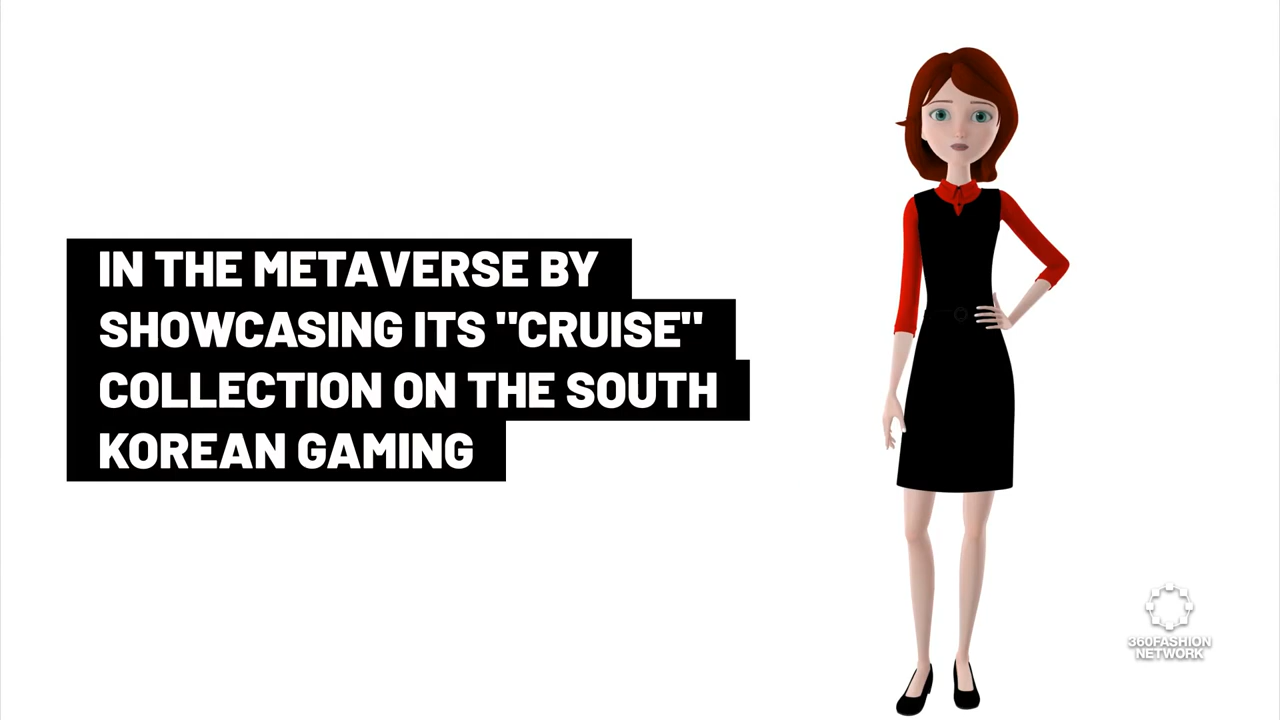 IN THE METAVERSE BY
SHOWCASING ITS "CRUISE"
COLLECTION ON THE SOUTH
KOREAN GAMING
360FASHION
NETWORK